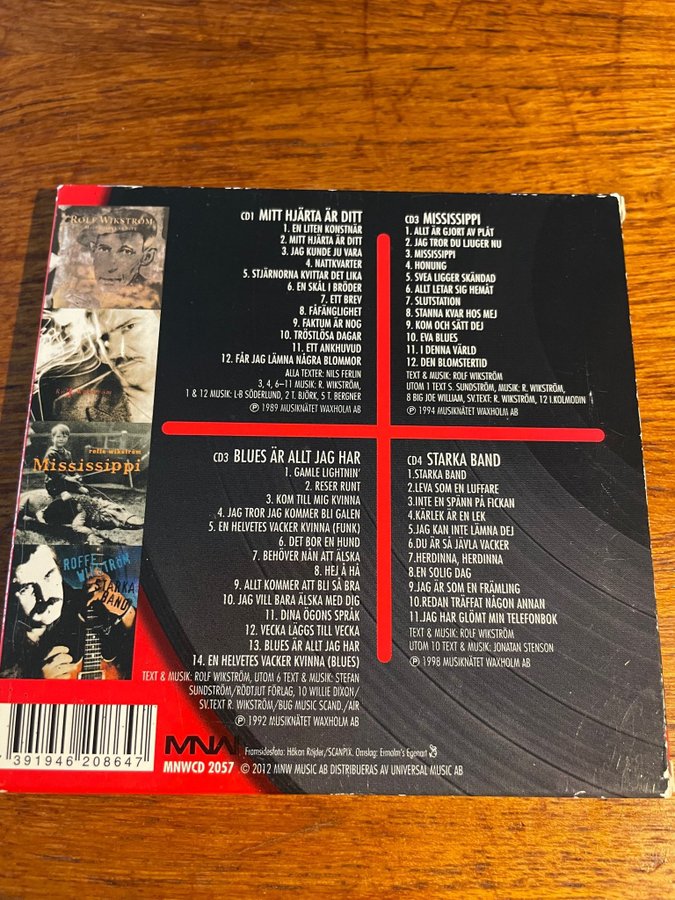 ROLF WIKSTRÖM
CD1 MITT HJÄRTA ÄR DITT
1. EN LITEN KONSTNÄR
2. MITT HJÄRTA ÄR DITT
3. JAG KUNDE JU VARA
4. NATTKVARTER
5. STJÄRNORNA KVITTAR DET LIKA
6. EN SKÅL I BRÖDER
7. ETT BREV
8. FÅFÄNGLIGHET
9. FAKTUM ÄR NOG
10. TRÖSTLÖSA DAGAR
11. ETT ANKHUVUD
12. FÅR JAG LÄMNA NÅGRA BLOMMOR
ALLA TEXTER: NILS FERLIN
3, 4, 6–11 MUSIK: R. WIKSTRÖM,
1 & 12 MUSIK: L-B SÖDERLUND, 2 T. BJÖRK, 5 T. BERGNER
Ⓟ 1989 MUSIKNÄTET WAXHOLM AB
CD3 MISSISSIPPI
1. ALLT ÄR GJORT AV PLÅT
2. JAG TROR DU LJUGER NU
3. MISSISSIPPI
4. HONUNG
5. SVEA LIGGER SKÄNDAD
6. ALLT LETAR SIG HEMÅT
7. SLUTSTATION
8. STANNA KVAR HOS MEJ
9. KOM OCH SÄTT DEJ
10. EVA BLUES
11. I DENNA VÄRLD
12. DEN BLOMSTERTID
TEXT & MUSIK: ROLF WIKSTRÖM
UTOM 1 TEXT S. SUNDSTRÖM, MUSIK: R. WIKSTRÖM,
8 BIG JOE WILLIAM, SV.TEXT: R. WIKSTRÖM, 12 I.KOLMODIN
Ⓟ 1994 MUSIKNÄTET WAXHOLM AB
roffe wikström
Mississippi
CD3 BLUES ÄR ALLT JAG HAR
1. GAMLE LIGHTNIN'
2. RESER RUNT
3. KOM TILL MIG KVINNA
4. JAG TROR JAG KOMMER BLI GALEN
5. EN HELVETES VACKER KVINNA (FUNK)
6. DET BOR EN HUND
7. BEHÖVER NÅN ATT ÄLSKA
8. HEJ Å HÅ
9. ALLT KOMMER ATT BLI SÅ BRA
10. JAG VILL BARA ÄLSKA MED DIG
11. DINA ÖGONS SPRÅK
12. VECKA LÄGGS TILL VECKA
13. BLUES ÄR ALLT JAG HAR
14. EN HELVETES VACKER KVINNA (BLUES)
TEXT & MUSIK: ROLF WIKSTRÖM, UTOM 6 TEXT & MUSIK: STEFAN
SUNDSTRÖM/RÖDTJUT FÖRLAG, 10 WILLIE DIXON/
SV.TEXT R. WIKSTRÖM/BUG MUSIC SCAND./AIR
Ⓟ 1992 MUSIKNÄTET WAXHOLM AB
CD4 STARKA BAND
1.STARKA BAND
2.LEVA SOM EN LUFFARE
3.INTE EN SPÄNN PÅ FICKAN
4.KÄRLEK ÄR EN LEK
5.JAG KAN INTE LÄMNA DEJ
6.DU ÄR SÅ JÄVLA VACKER
7.HERDINNA, HERDINNA
8.EN SOLIG DAG
9.JAG ÄR SOM EN FRÄMLING
10.REDAN TRÄFFAT NÅGON ANNAN
11.JAG HAR GLÖMT MIN TELEFONBOK
TEXT & MUSIK: ROLF WIKSTRÖM
UTOM 10 TEXT & MUSIK: JONATAN STENSON
Ⓟ 1998 MUSIKNÄTET WAXHOLM AB
ROFFE
WIKSTRÖM
STARKA
BAND
391946 208647
MNW
Framsidesfoto: Håkan Röjder/SCANPIX. Omslag: Ermalm's Egenart
MNWCD 2057 © 2012 MNW MUSIC AB DISTRIBUERAS AV UNIVERSAL MUSIC AB